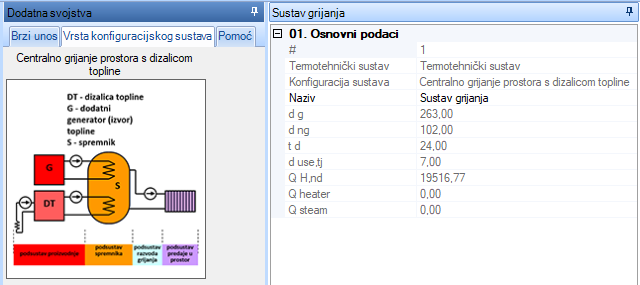 Dodatna svojstva
Brzi unos
Vrsta konfiguracijskog sustava
Pomoć
Centralno grijanje prostora s dizalicom
topline
DT - dizalica topline
G - dodatni
generator (izvor)
topline
S - spremnik
G
S
DT
podsustav proizvodnje
podsustav
spremnika
podsustav
razvoda
grijanja
podsustav
predaje u
prostor
Sustav grijanja
01. Osnovni podaci
# 1
Termotehnički sustav Termotehnički sustav
Konfiguracija sustava Centralno grijanje prostora s dizalicom topline
Naziv Sustav grijanja
d g 263,00
d ng 102,00
t d 24,00
d use,tj 7,00
Q H,nd 19516,77
Q heater 0,00
Q steam 0,00